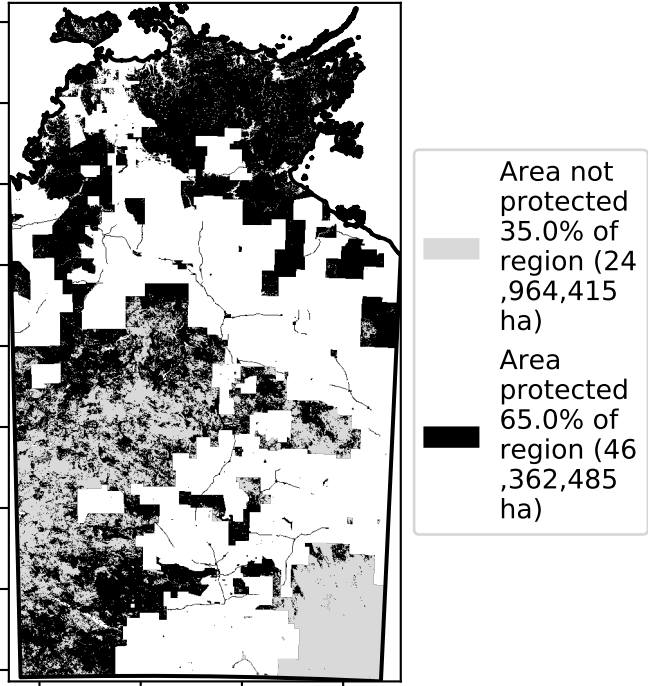 Area not
protected
35.0% of
region (24
,964,415
ha)
Area
protected
65.0% of
region (46
,362,485
ha)